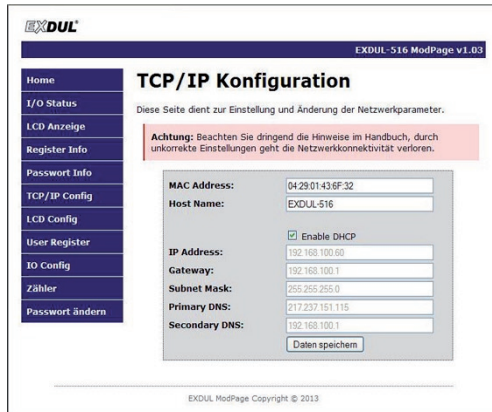 EXDUL
EXDUL-516 ModPage v1.03
Home
I/O Status
LCD Anzeige
Register Info
Passwort Info
TCP/IP Config
LCD Config
User Register
IO Config
Zähler
Passwort ändern
TCP/IP Konfiguration
Diese Seite dient zur Einstellung und Änderung der Netzwerkparameter.
Achtung: Beachten Sie dringend die Hinweise im Handbuch, durch
unkorrekte Einstellungen geht die Netzwerkkonnektivität verloren.
MAC Address: 04:29:01:43:6F:32
Host Name: EXDUL-516
Enable DHCP
IP Address: 192.168.100.60
Gateway: 192.168.100.1
Subnet Mask: 255.255.255.0
Primary DNS: 217.237.151.115
Secondary DNS: 192.168.100.1
Daten speichern
EXDUL ModPage Copyright © 2013